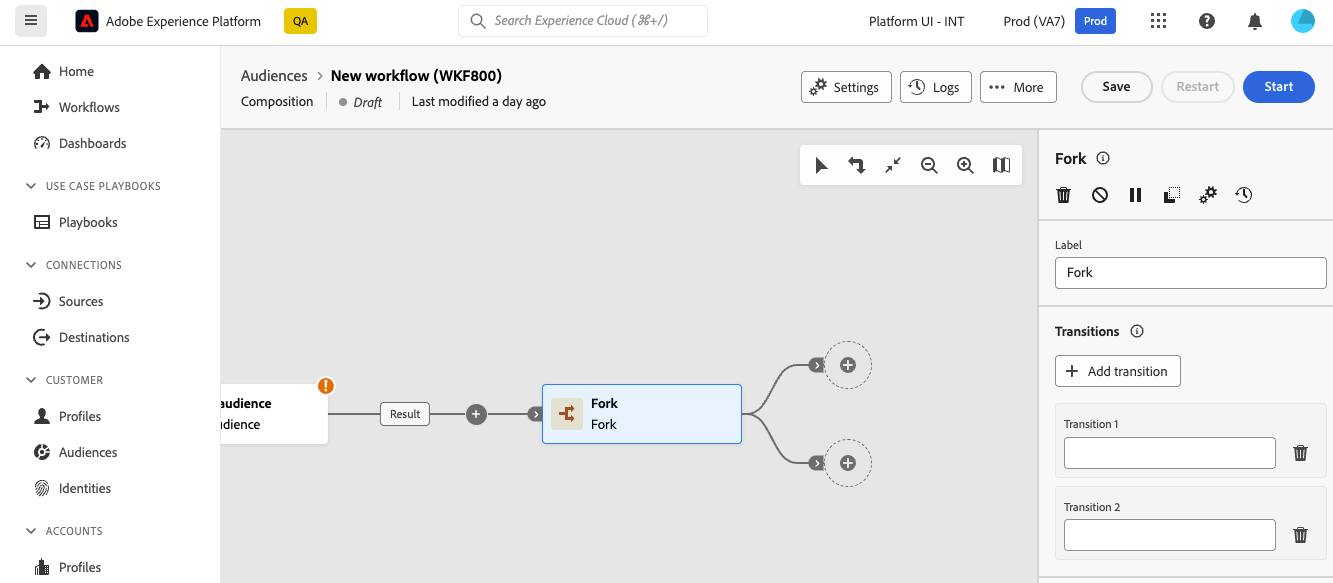 Adobe Experience Platform
QA
Search Experience Cloud (⌘+/)
Platform UI - INT
Prod (VA7)
Prod
Home
Workflows
Dashboards
USE CASE PLAYBOOKS
Playbooks
CONNECTIONS
Sources
Destinations
CUSTOMER
Profiles
Audiences
Identities
ACCOUNTS
Profiles
Audiences > New workflow (WKF800)
Composition
Draft
Last modified a day ago
Settings
Logs
More
Save
Restart
Start
audience
Result
Fork
Fork
Fork
Label
Fork
Transitions
Add transition
Transition 1
Transition 2